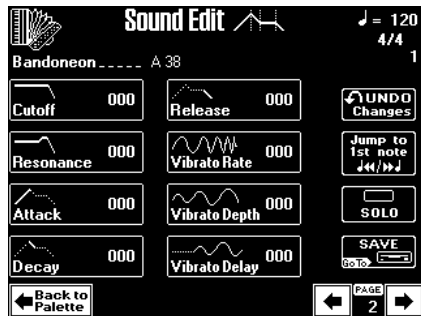 Sound Edit
♩= 120
4/4
1
Bandoneon_____ A 38
Cutoff 000
Release 000
UNDO
Changes
Resonance 000
Vibrato Rate 000
Jump to
1st note
Attack 000
Vibrato Depth 000
SOLO
Decay 000
Vibrato Delay 000
SAVE
GoTo
Back to
Palette
PAGE
2